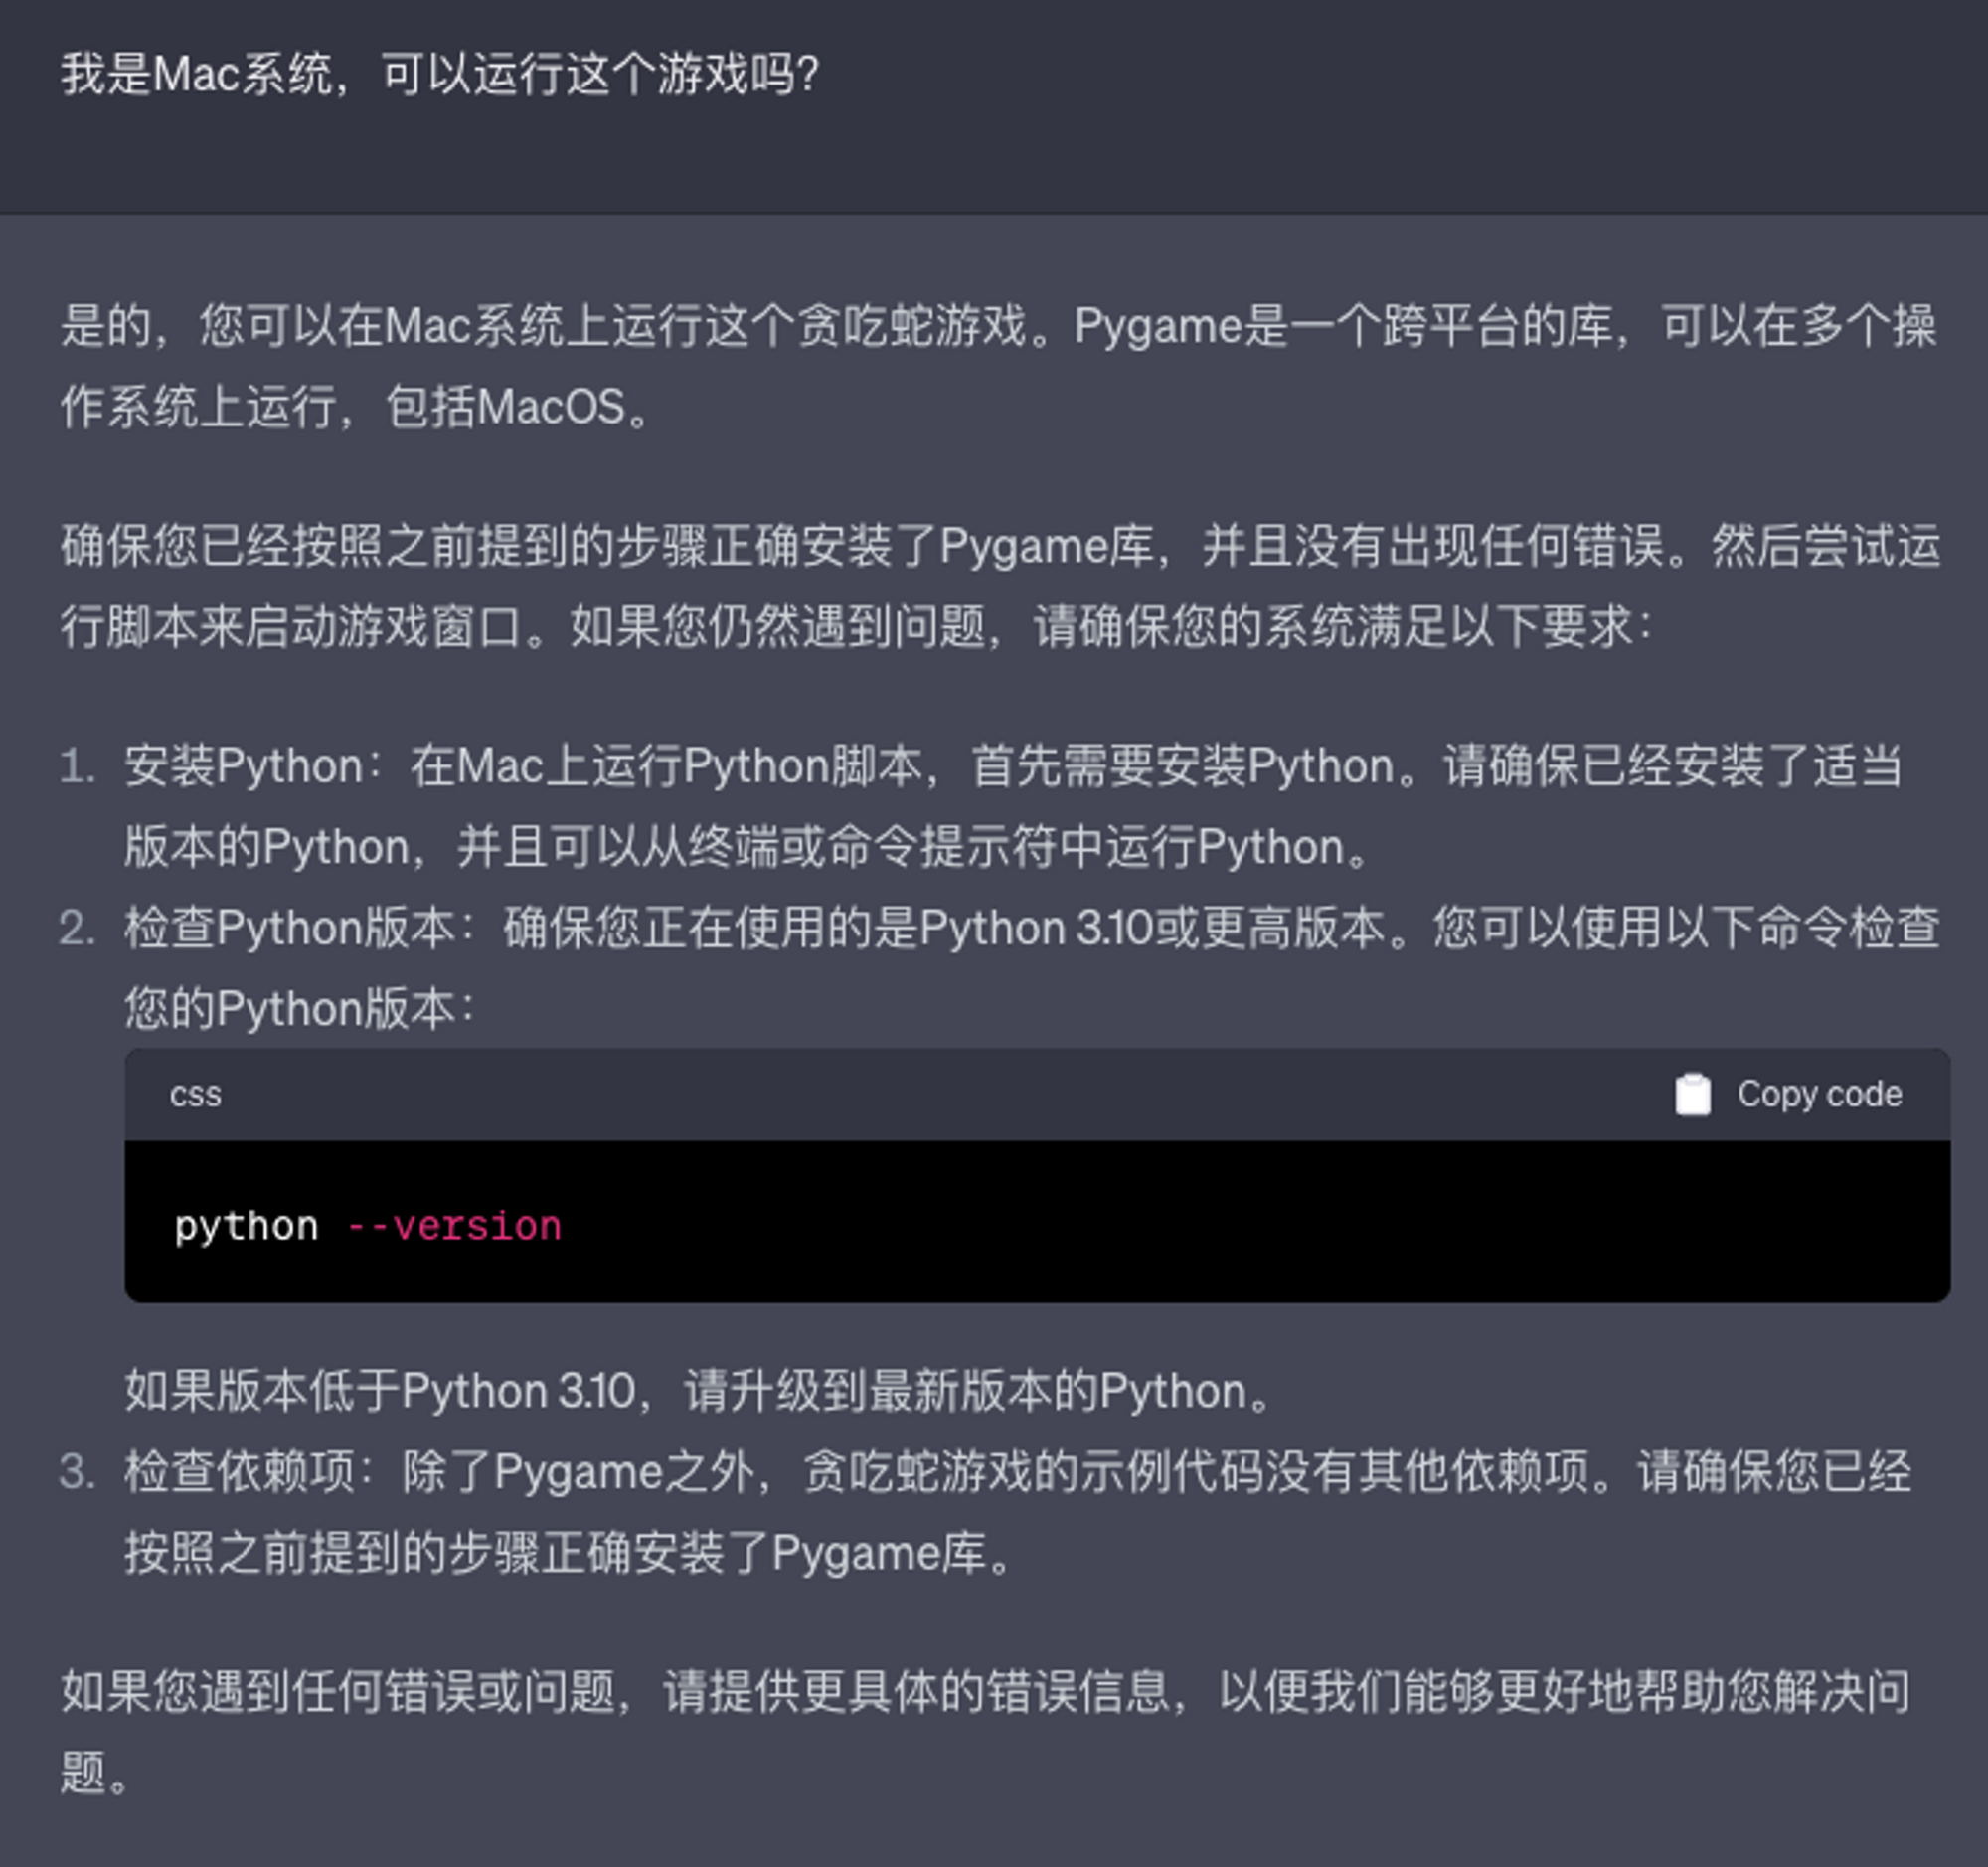 我是Mac系统，可以运行这个游戏吗？
是的，您可以在Mac系统上运行这个贪吃蛇游戏。Pygame是一个跨平台的库，可以在多个操
作系统上运行，包括MacOS。
确保您已经按照之前提到的步骤正确安装了Pygame库，并且没有出现任何错误。然后尝试运
行脚本来启动游戏窗口。如果您仍然遇到问题，请确保您的系统满足以下要求：
1. 安装Python：在Mac上运行Python脚本，首先需要安装Python。请确保已经安装了适当
版本的Python，并且可以从终端或命令提示符中运行Python。
2. 检查Python版本：确保您正在使用的是Python 3.10或更高版本。您可以使用以下命令检查
您的Python版本：
css
Copy code
python --version
如果版本低于Python 3.10，请升级到最新版本的Python。
3. 检查依赖项：除了Pygame之外，贪吃蛇游戏的示例代码没有其他依赖项。请确保您已经
按照之前提到的步骤正确安装了Pygame库。
如果您遇到任何错误或问题，请提供更具体的错误信息，以便我们能够更好地帮助您解决问
题。